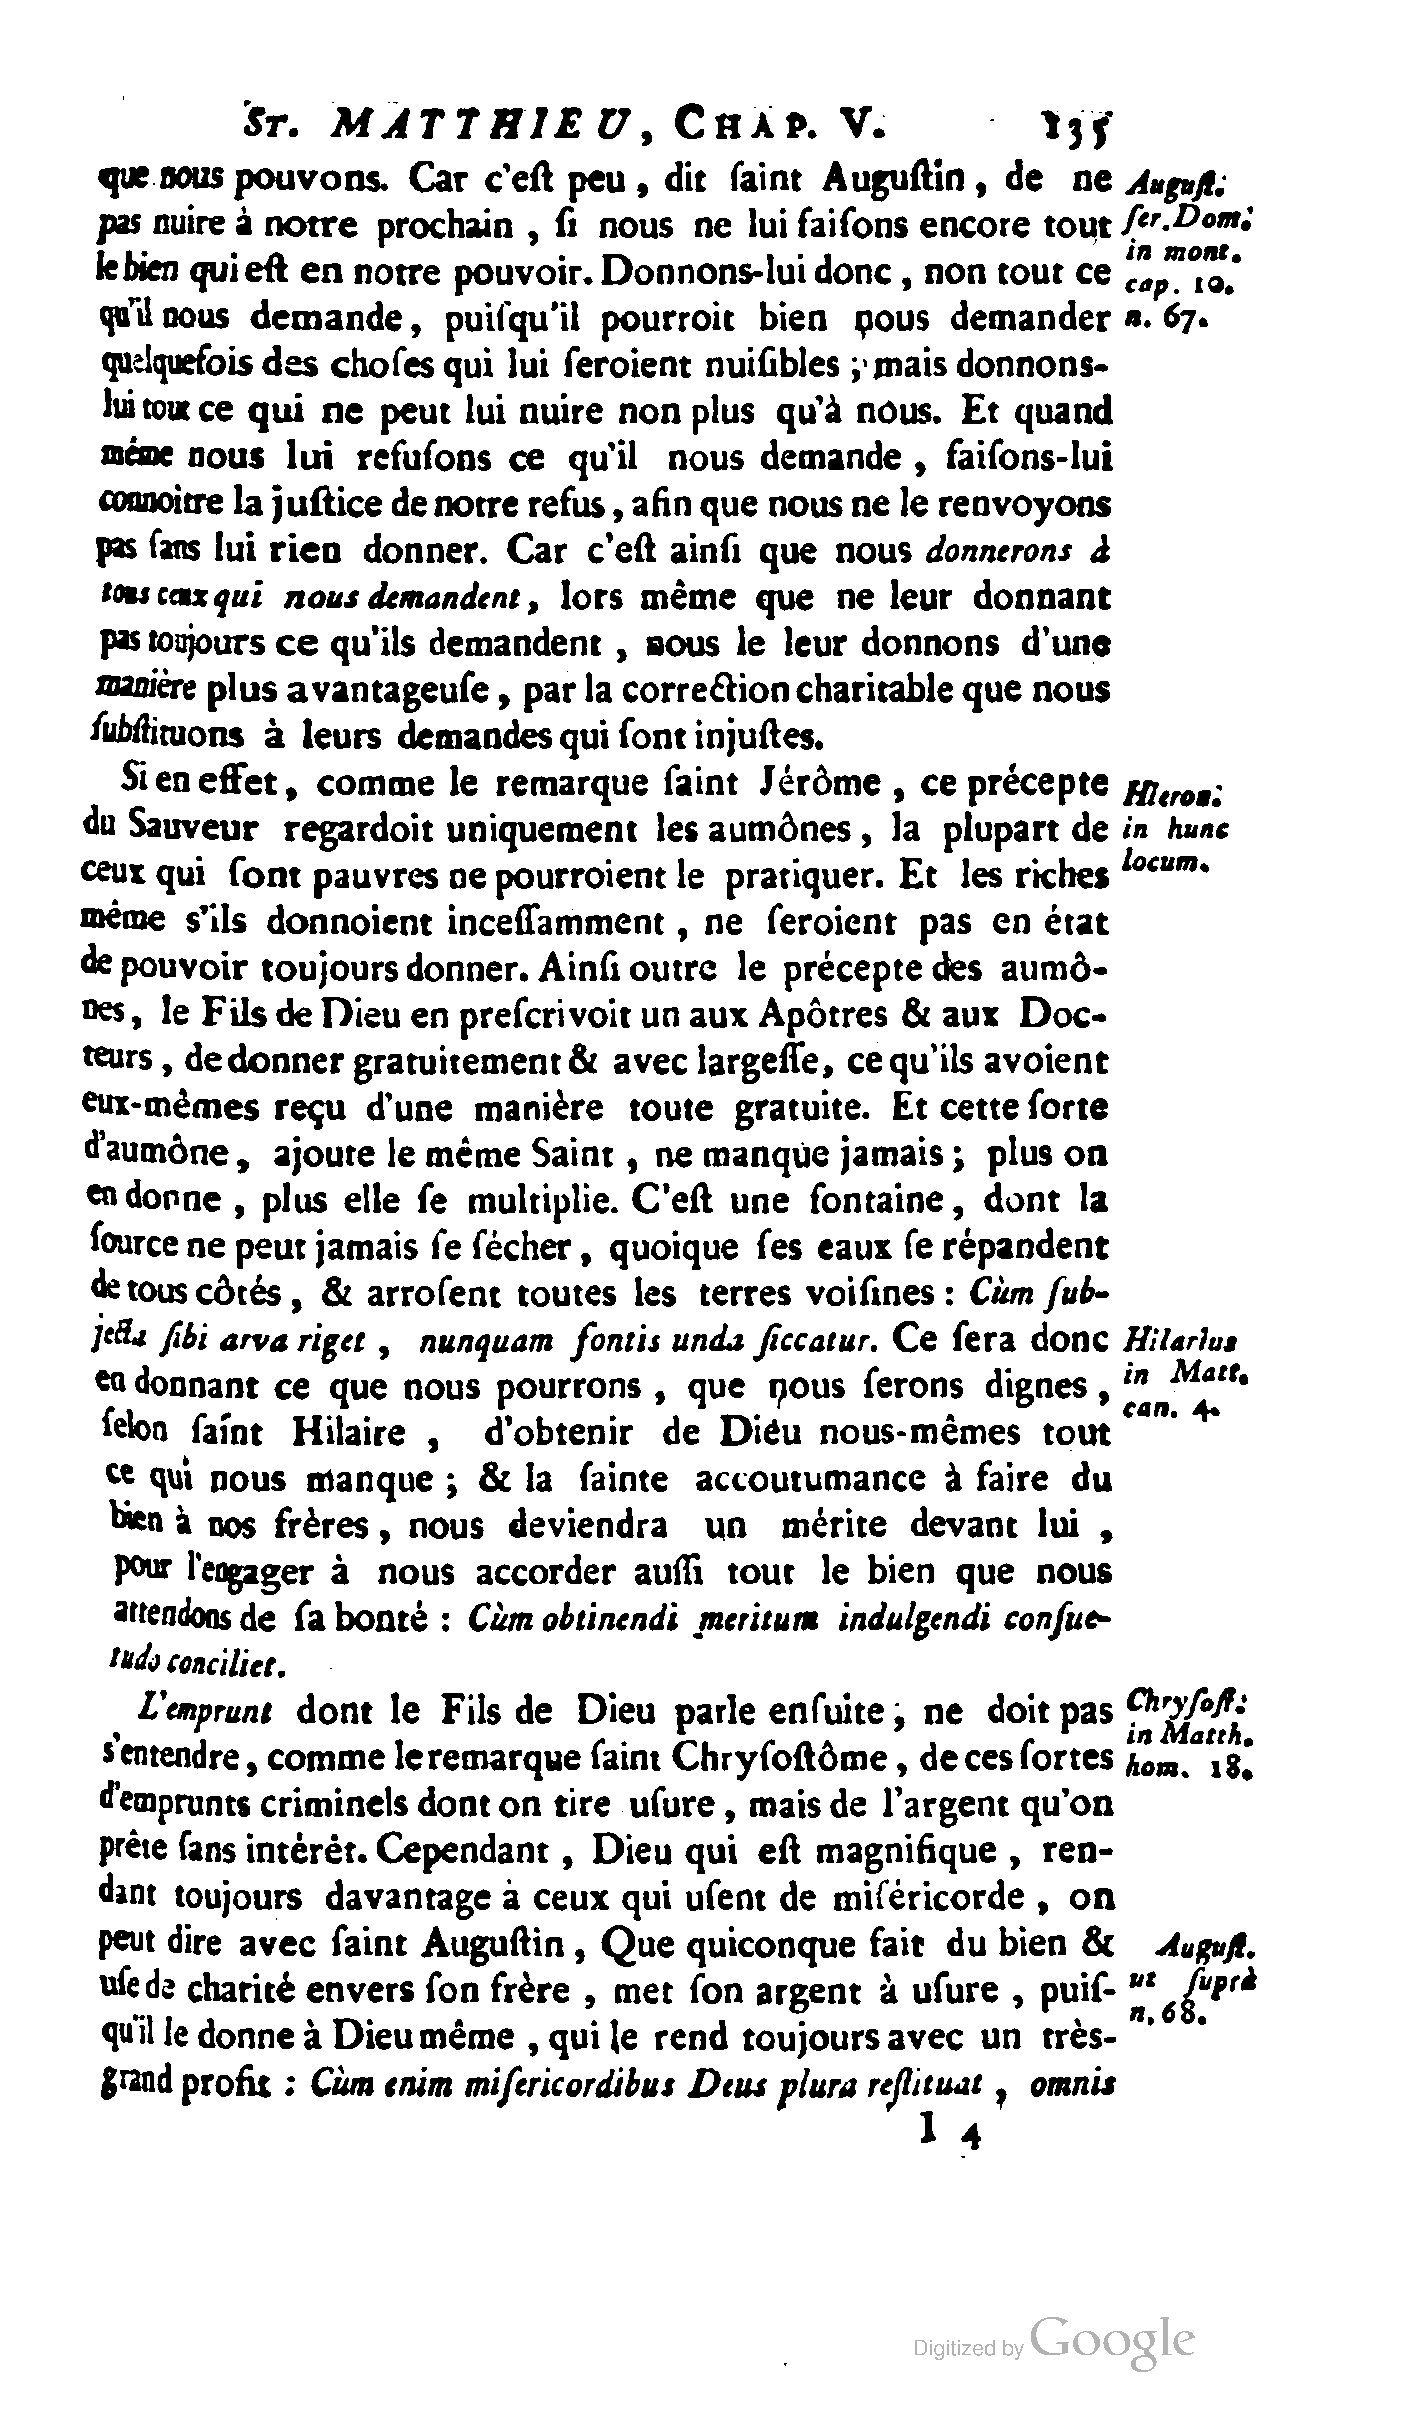 ST. MATTHIEU, CHAP. V. 135
que nous pouvons. Car c'eſt peu, dit ſaint Auguſtin, de ne
pas nuire à notre prochain, ſi nous ne lui faiſons encore tout
le bien qui eſt en notre pouvoir. Donnons-lui donc, non tout ce
qu'il nous demande, puiſqu'il pourroit bien nous demander
quelquefois des choſes qui lui ſeroient nuiſibles; mais donnons-
lui tout ce qui ne peut lui nuire non plus qu'à nous. Et quand
même nous lui refuſons ce qu'il nous demande, faiſons-lui
connoitre la juſtice de notre refus, afin que nous ne le renvoyons
pas ſans lui rien donner. Car c'eſt ainſi que nous donnerons à
tous ceux qui nous demandent, lors même que ne leur donnant
pas toujours ce qu'ils demandent, nous le leur donnons d'une
manière plus avantageuſe, par la correction charitable que nous
ſubſtituons à leurs demandes qui ſont injuſtes.
Si en effet, comme le remarque ſaint Jérôme, ce précepte
du Sauveur regardoit uniquement les aumônes, la plupart de
ceux qui ſont pauvres ne pourroient le pratiquer. Et les riches
même s'ils donnoient inceſſamment, ne ſeroient pas en état
de pouvoir toujours donner. Ainſi outre le précepte des aumô-
nes, le Fils de Dieu en preſcrivoit un aux Apôtres & aux Doc-
teurs, de donner gratuitement & avec largeſſe, ce qu'ils avoient
eux-mêmes reçu d'une manière toute gratuite. Et cette ſorte
d'aumône, ajoute le même Saint, ne manque jamais; plus on
en donne, plus elle ſe multiplie. C'eſt une fontaine, dont la
ſource ne peut jamais ſe ſécher, quoique ſes eaux ſe répandent
de tous côtés, & arroſent toutes les terres voiſines: Cùm ſub-
jecta ſibi arva riget, nunquam fontis unda ſiccatur. Ce ſera donc
en donnant ce que nous pourrons, que nous ſerons dignes,
ſelon ſaint Hilaire, d'obtenir de Dieu nous-mêmes tout
ce qui nous manque; & la ſainte accoutumance à faire du
bien à nos frères, nous deviendra un mérite devant lui,
pour l'engager à nous accorder auſſi tout le bien que nous
attendons de ſa bonté: Cùm obtinendi meritum indulgendi conſue-
tudo conciliet.
L'emprunt dont le Fils de Dieu parle enſuite; ne doit pas
s'entendre, comme le remarque ſaint Chryſoſtôme, de ces ſortes
d'emprunts criminels dont on tire uſure, mais de l'argent qu'on
prête ſans intérêt. Cependant, Dieu qui eſt magnifique, ren-
dant toujours davantage à ceux qui uſent de miſéricorde, on
peut dire avec ſaint Auguſtin, Que quiconque fait du bien &
uſe de charité envers ſon frère, met ſon argent à uſure, puiſ-
qu'il le donne à Dieu même, qui le rend toujours avec un très-
grand profit: Cùm enim miſericordibus Deus plura reſtituat, omnis
I 4
Auguſt.
ſer. Dom.
in mont.
cap. 10.
n. 67.
Hieron.
in hunc
locum.
Hilarius
in Matt.
can. 4.
Chryſoſt.
in Matth.
hom. 18.
Auguſt.
ut ſuprà
n. 68.
Digitized by Google